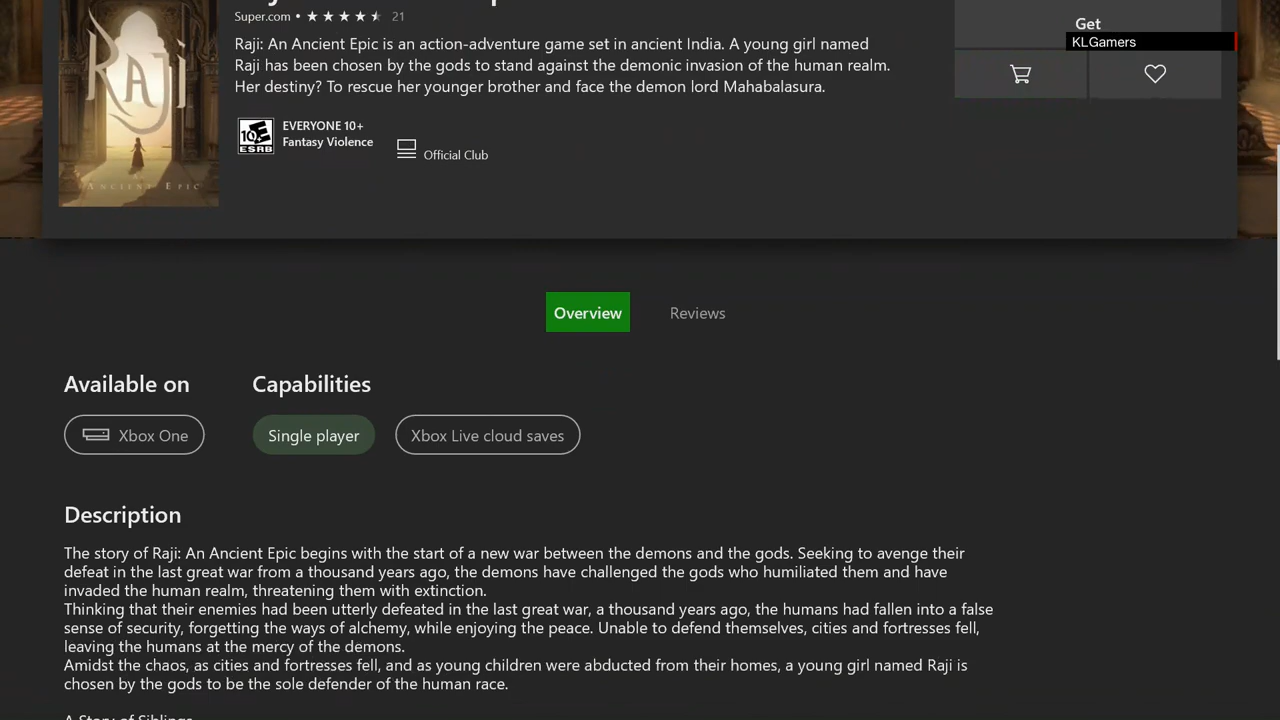 Super.com • 21
Get
KLGamers
Raji: An Ancient Epic is an action-adventure game set in ancient India. A young girl named
Raji has been chosen by the gods to stand against the demonic invasion of the human realm.
Her destiny? To rescue her younger brother and face the demon lord Mahabalasura.
RAJI
ANCIENT EPIC
E
10+
ESRB
EVERYONE 10+
Fantasy Violence
Official Club
Overview
Reviews
Available on
Capabilities
Xbox One
Single player
Xbox Live cloud saves
Description
The story of Raji: An Ancient Epic begins with the start of a new war between the demons and the gods. Seeking to avenge their
defeat in the last great war from a thousand years ago, the demons have challenged the gods who humiliated them and have
invaded the human realm, threatening them with extinction.
Thinking that their enemies had been utterly defeated in the last great war, a thousand years ago, the humans had fallen into a false
sense of security, forgetting the ways of alchemy, while enjoying the peace. Unable to defend themselves, cities and fortresses fell,
leaving the humans at the mercy of the demons.
Amidst the chaos, as cities and fortresses fell, and as young children were abducted from their homes, a young girl named Raji is
chosen by the gods to be the sole defender of the human race.
A Story of Siblings